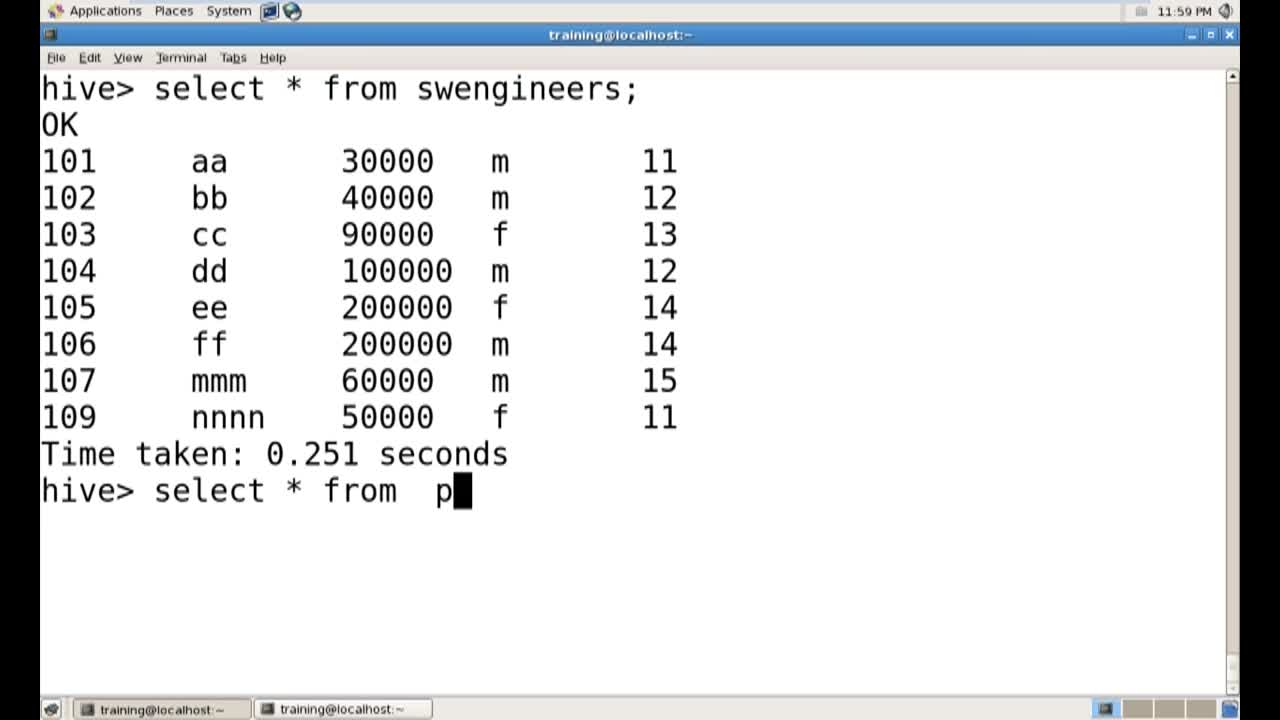 Applications Places System 11:59 PM
training@localhost:~
File Edit View Terminal Tabs Help
hive> select * from swengineers;
OK
101 aa 30000 m 11
102 bb 40000 m 12
103 cc 90000 f 13
104 dd 100000 m 12
105 ee 200000 f 14
106 ff 200000 m 14
107 mmm 60000 m 15
109 nnnn 50000 f 11
Time taken: 0.251 seconds
hive> select * from  p
training@localhost:~ training@localhost:~